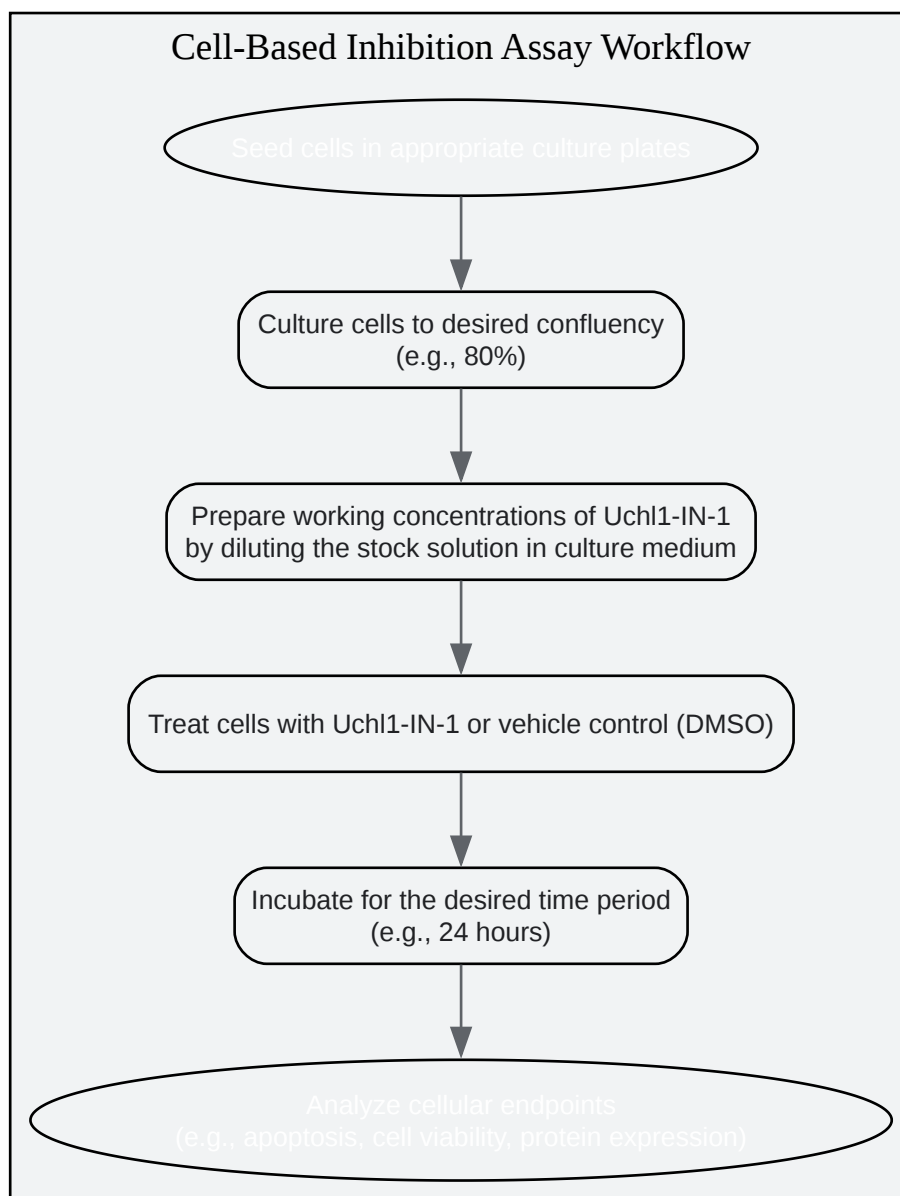 Cell-Based Inhibition Assay Workflow
Seed cells in appropriate culture plates
Culture cells to desired confluency
(e.g., 80%)
Prepare working concentrations of Uchl1-IN-1
by diluting the stock solution in culture medium
Treat cells with Uchl1-IN-1 or vehicle control (DMSO)
Incubate for the desired time period
(e.g., 24 hours)
Analyze cellular endpoints
(e.g., apoptosis, cell viability, protein expression)